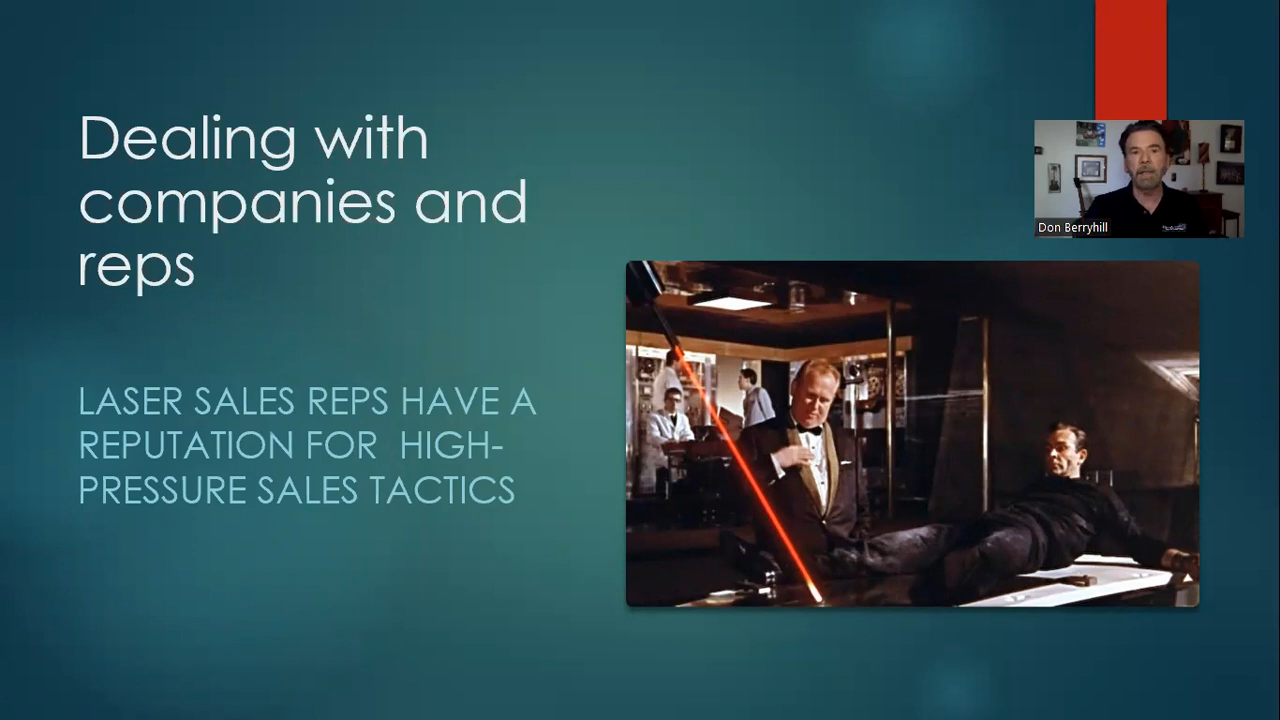 Dealing with
companies and
reps
LASER SALES REPS HAVE A
REPUTATION FOR  HIGH-
PRESSURE SALES TACTICS
Don Berryhill